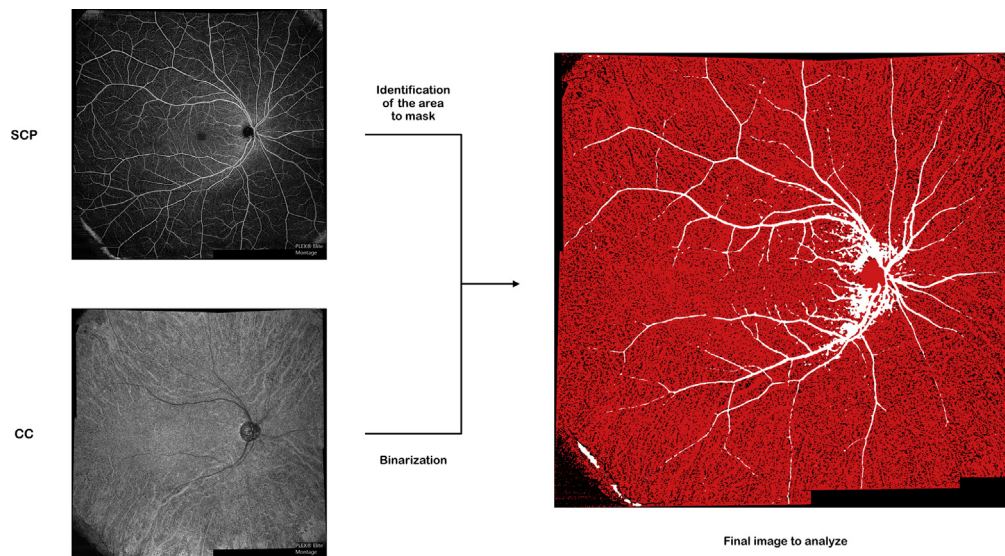 SCP
PLEX® Elite
Montage
Identification
of the area
to mask
CC
PLEX® Elite
Montage
Binarization
Final image to analyze